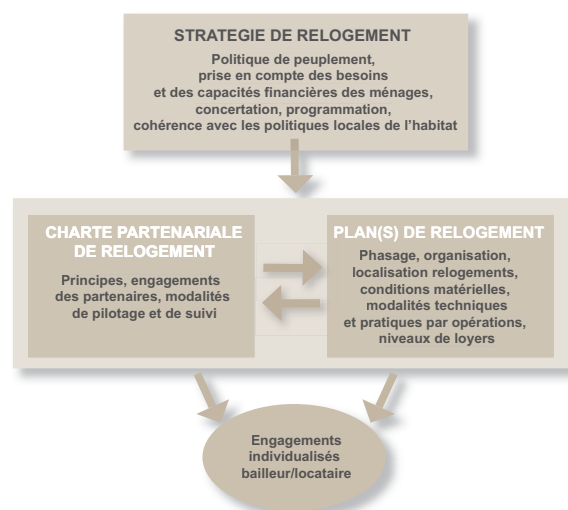 STRATEGIE DE RELOGEMENT
Politique de peuplement,
prise en compte des besoins
et des capacités financières des ménages,
concertation, programmation,
cohérence avec les politiques locales de l'habitat
CHARTE PARTENARIALE
DE RELOGEMENT
Principes, engagements
des partenaires, modalités
de pilotage et de suivi
PLAN(S) DE RELOGEMENT
Phasage, organisation,
localisation relogements,
conditions matérielles,
modalités techniques
et pratiques par opérations,
niveaux de loyers
Engagements
individualisés
bailleur/locataire